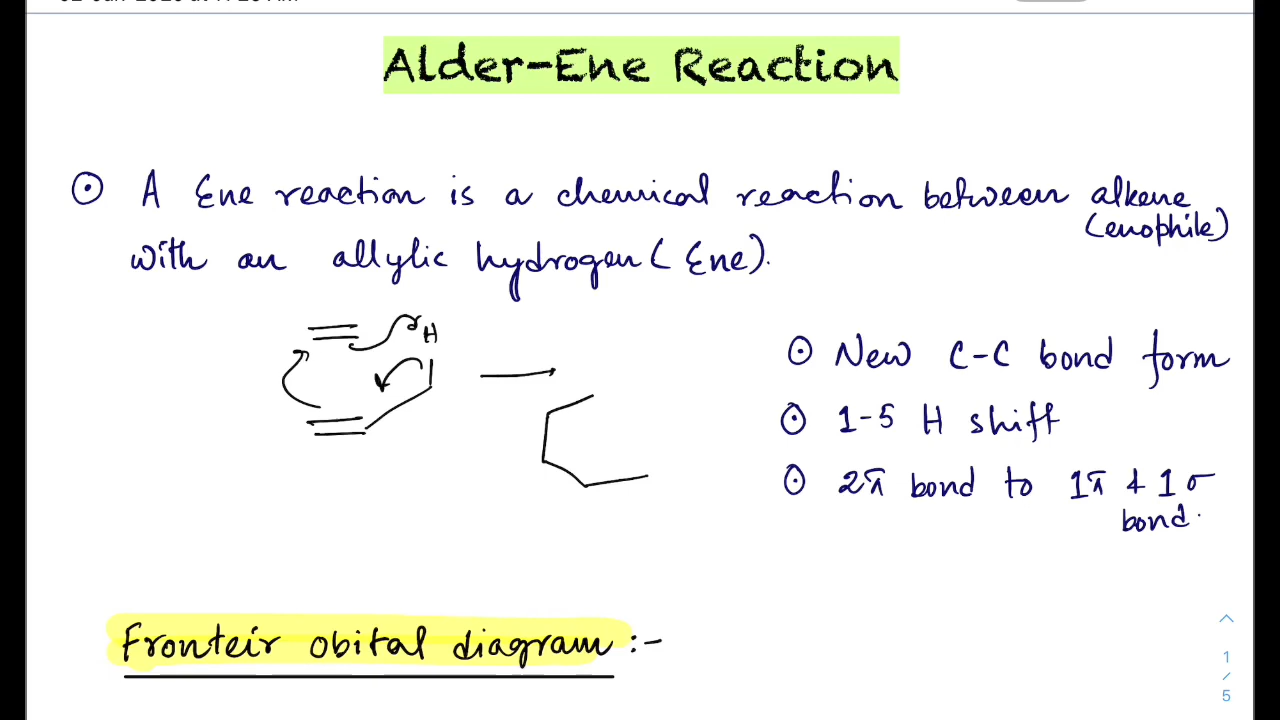 Alder-Ene Reaction
⊙ A Ene reaction is a chemical reaction between alkene
(enophile)
with an allylic hydrogen (Ene).
H
⊙ New C-C bond form
⊙ 1-5 H shift
⊙ 2π bond to 1π & 1σ
bond.
Fronteir obital diagram :-
1
/
5